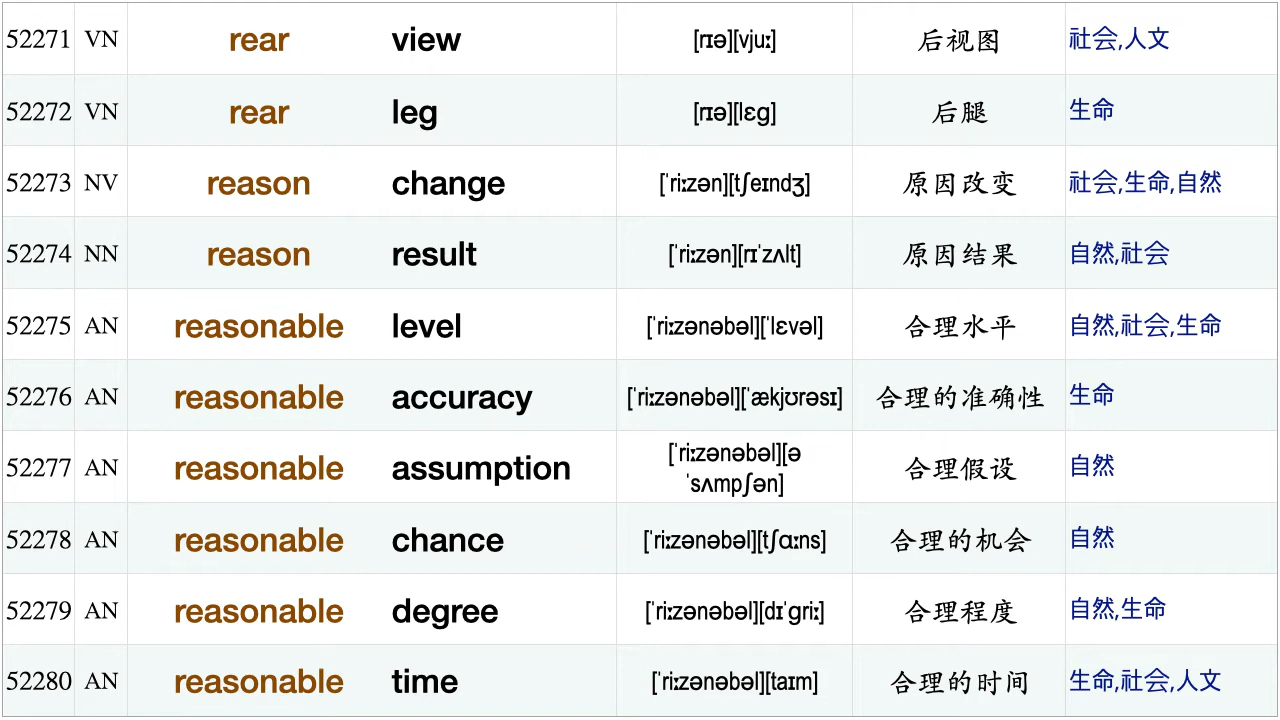 52271 VN rear view [rɪə][vjuː] 后视图 社会,人文
52272 VN rear leg [rɪə][lɛɡ] 后腿 生命
52273 NV reason change [ˈriːzən][tʃeɪndʒ] 原因改变 社会,生命,自然
52274 NN reason result [ˈriːzən][rɪˈzʌlt] 原因结果 自然,社会
52275 AN reasonable level [ˈriːzənəbəl][ˈlɛvəl] 合理水平 自然,社会,生命
52276 AN reasonable accuracy [ˈriːzənəbəl][ˈækjʊrəsɪ] 合理的准确性 生命
52277 AN reasonable assumption [ˈriːzənəbəl][ə
ˈsʌmpʃən] 合理假设 自然
52278 AN reasonable chance [ˈriːzənəbəl][tʃɑːns] 合理的机会 自然
52279 AN reasonable degree [ˈriːzənəbəl][dɪˈɡriː] 合理程度 自然,生命
52280 AN reasonable time [ˈriːzənəbəl][taɪm] 合理的时间 生命,社会,人文